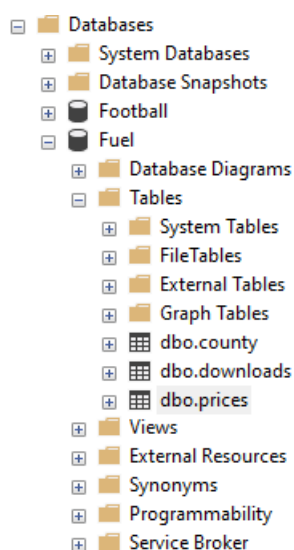 Databases
System Databases
Database Snapshots
Football
Fuel
Database Diagrams
Tables
System Tables
FileTables
External Tables
Graph Tables
dbo.county
dbo.downloads
dbo.prices
Views
External Resources
Synonyms
Programmability
Service Broker